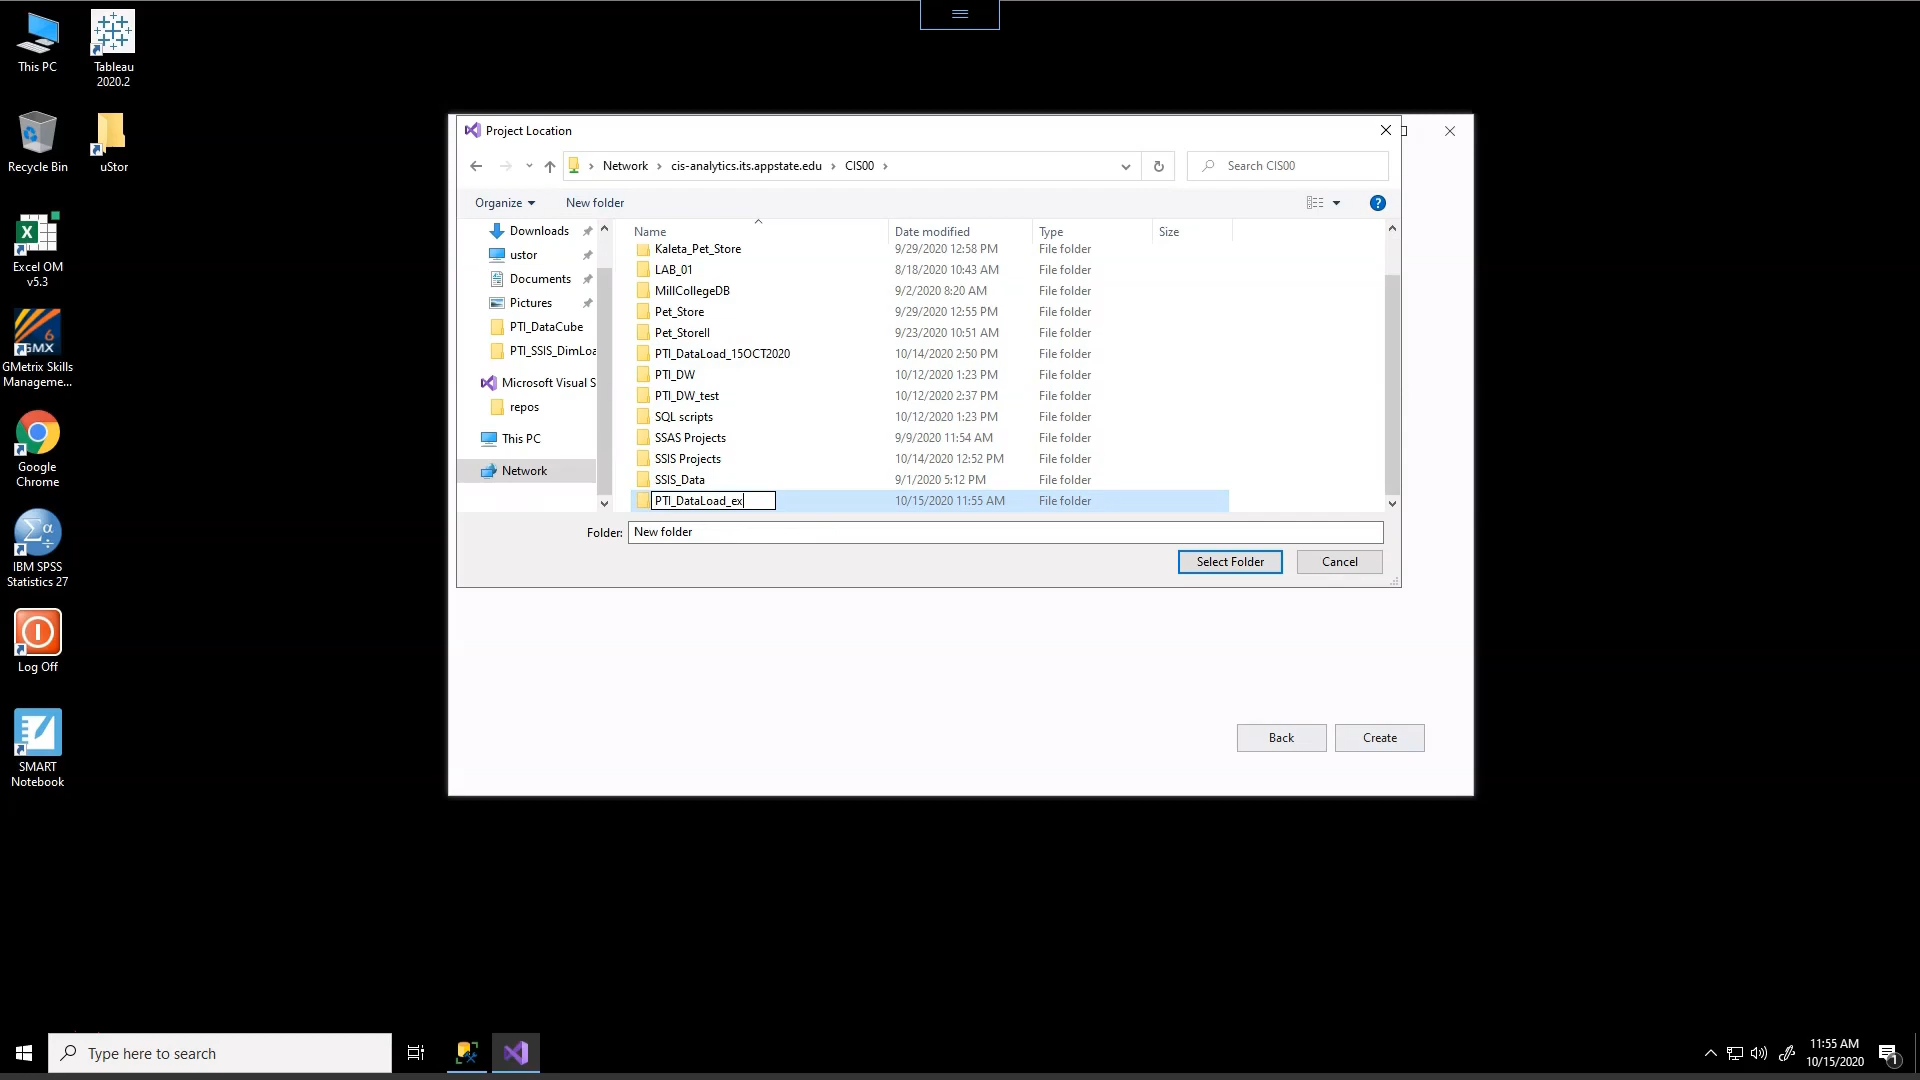 This PC
Tableau
2020.2
Recycle Bin
uStor
Excel OM
v5.3
GMetrix Skills
Manageme...
Google
Chrome
IBM SPSS
Statistics 27
Log Off
SMART
Notebook
Project Location
Network
cis-analytics.its.appstate.edu
CIS00
Search CIS00
Organize
New folder
Downloads
ustor
Documents
Pictures
PTI_DataCube
PTI_SSIS_DimLoa
Microsoft Visual S
repos
This PC
Network
Name Date modified Type Size
Kaleta_Pet_Store 9/29/2020 12:58 PM File folder
LAB_01 8/18/2020 10:43 AM File folder
MillCollegeDB 9/2/2020 8:20 AM File folder
Pet_Store 9/29/2020 12:55 PM File folder
Pet_StoreII 9/23/2020 10:51 AM File folder
PTI_DataLoad_15OCT2020 10/14/2020 2:50 PM File folder
PTI_DW 10/12/2020 1:23 PM File folder
PTI_DW_test 10/12/2020 2:37 PM File folder
SQL scripts 10/12/2020 1:23 PM File folder
SSAS Projects 9/9/2020 11:54 AM File folder
SSIS Projects 10/14/2020 12:52 PM File folder
SSIS_Data 9/1/2020 5:12 PM File folder
PTI_DataLoad_ex 10/15/2020 11:55 AM File folder
Folder: New folder
Select Folder
Cancel
Back
Create
Type here to search
11:55 AM
10/15/2020
1